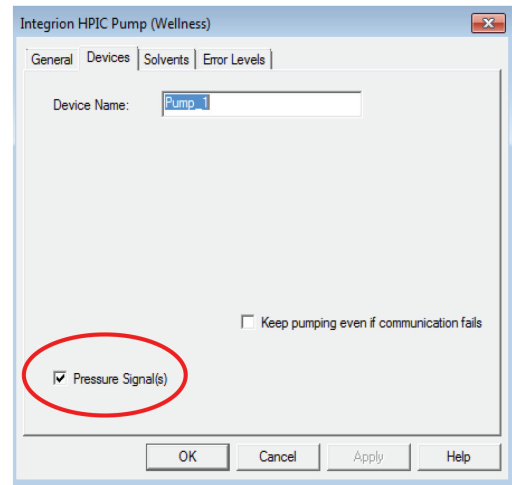 Integrion HPIC Pump (Wellness)
General Devices Solvents Error Levels
Device Name: Pump_1
Keep pumping even if communication fails
Pressure Signal(s)
OK Cancel Apply Help